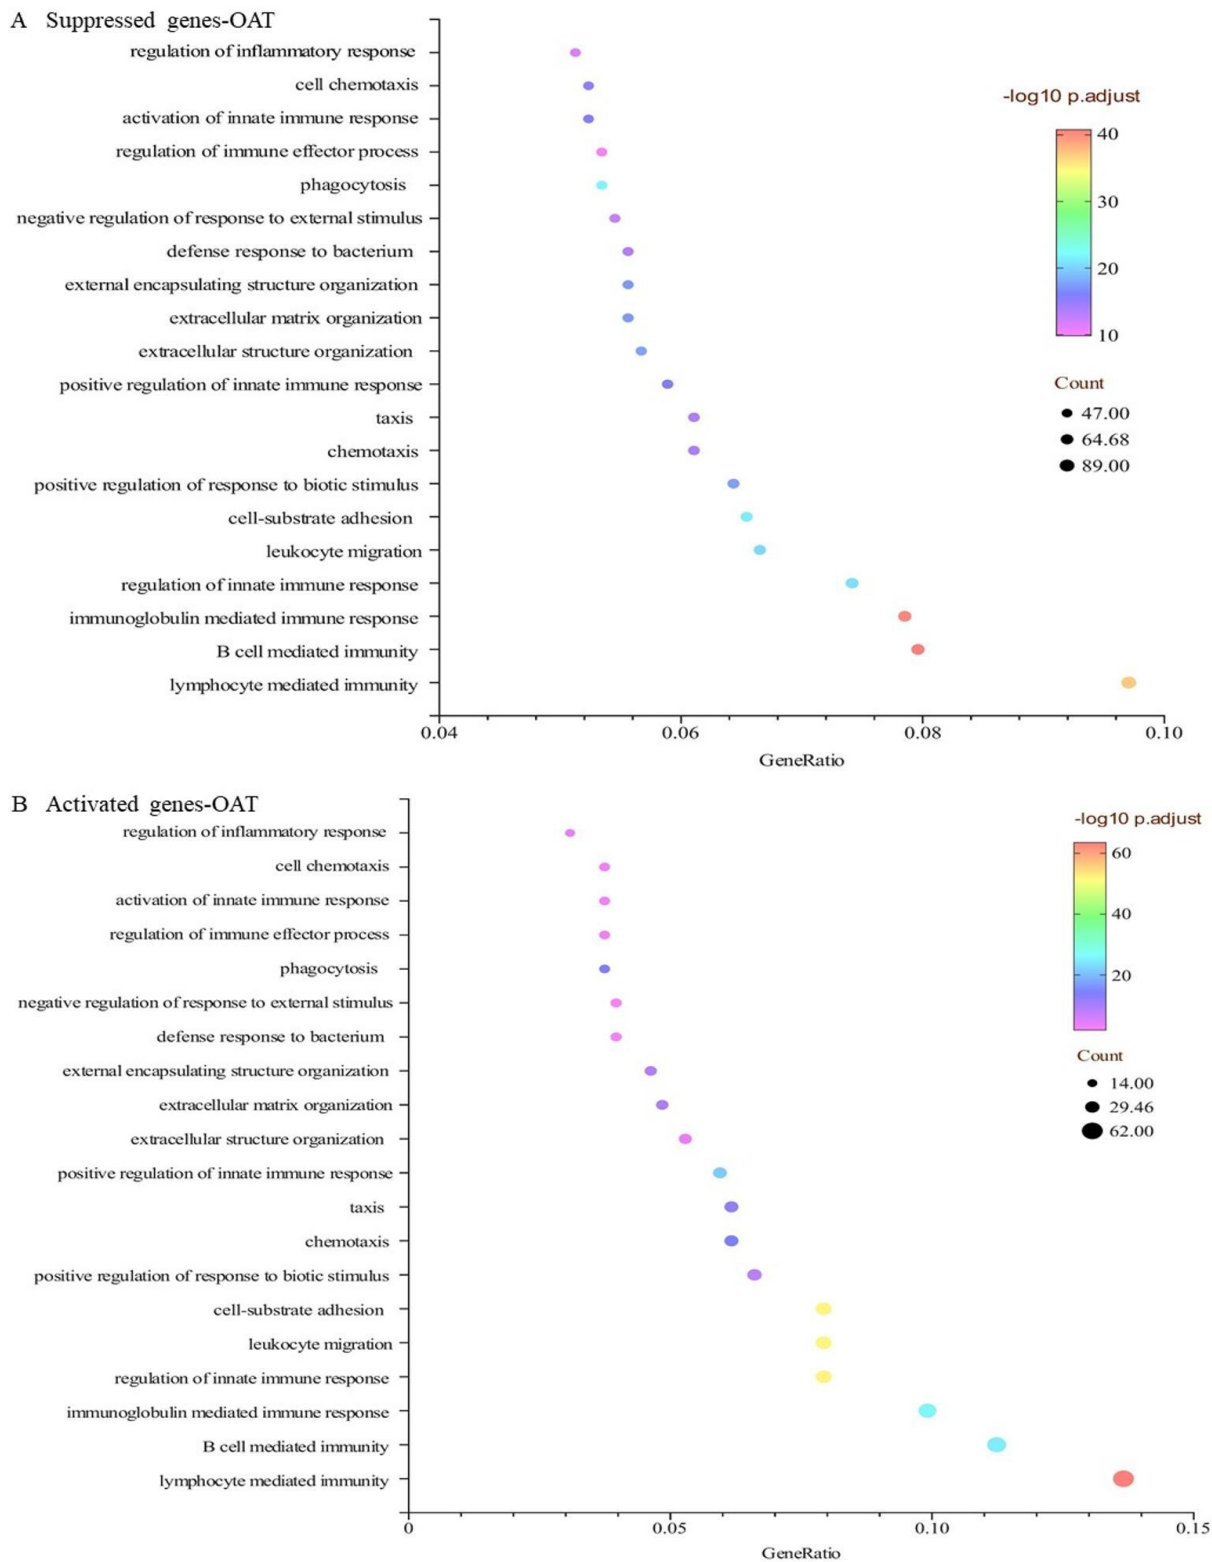 A Suppressed genes-OAT
regulation of inflammatory response
cell chemotaxis
activation of innate immune response
regulation of immune effector process
phagocytosis
negative regulation of response to external stimulus
defense response to bacterium
external encapsulating structure organization
extracellular matrix organization
extracellular structure organization
positive regulation of innate immune response
taxis
chemotaxis
positive regulation of response to biotic stimulus
cell-substrate adhesion
leukocyte migration
regulation of innate immune response
immunoglobulin mediated immune response
B cell mediated immunity
lymphocyte mediated immunity
0.04 0.06 0.08 0.10
GeneRatio
-log10 p.adjust
40
30
20
10
Count
47.00
64.68
89.00
B Activated genes-OAT
regulation of inflammatory response
cell chemotaxis
activation of innate immune response
regulation of immune effector process
phagocytosis
negative regulation of response to external stimulus
defense response to bacterium
external encapsulating structure organization
extracellular matrix organization
extracellular structure organization
positive regulation of innate immune response
taxis
chemotaxis
positive regulation of response to biotic stimulus
cell-substrate adhesion
leukocyte migration
regulation of innate immune response
immunoglobulin mediated immune response
B cell mediated immunity
lymphocyte mediated immunity
0 0.05 0.10 0.15
GeneRatio
-log10 p.adjust
60
40
20
Count
14.00
29.46
62.00